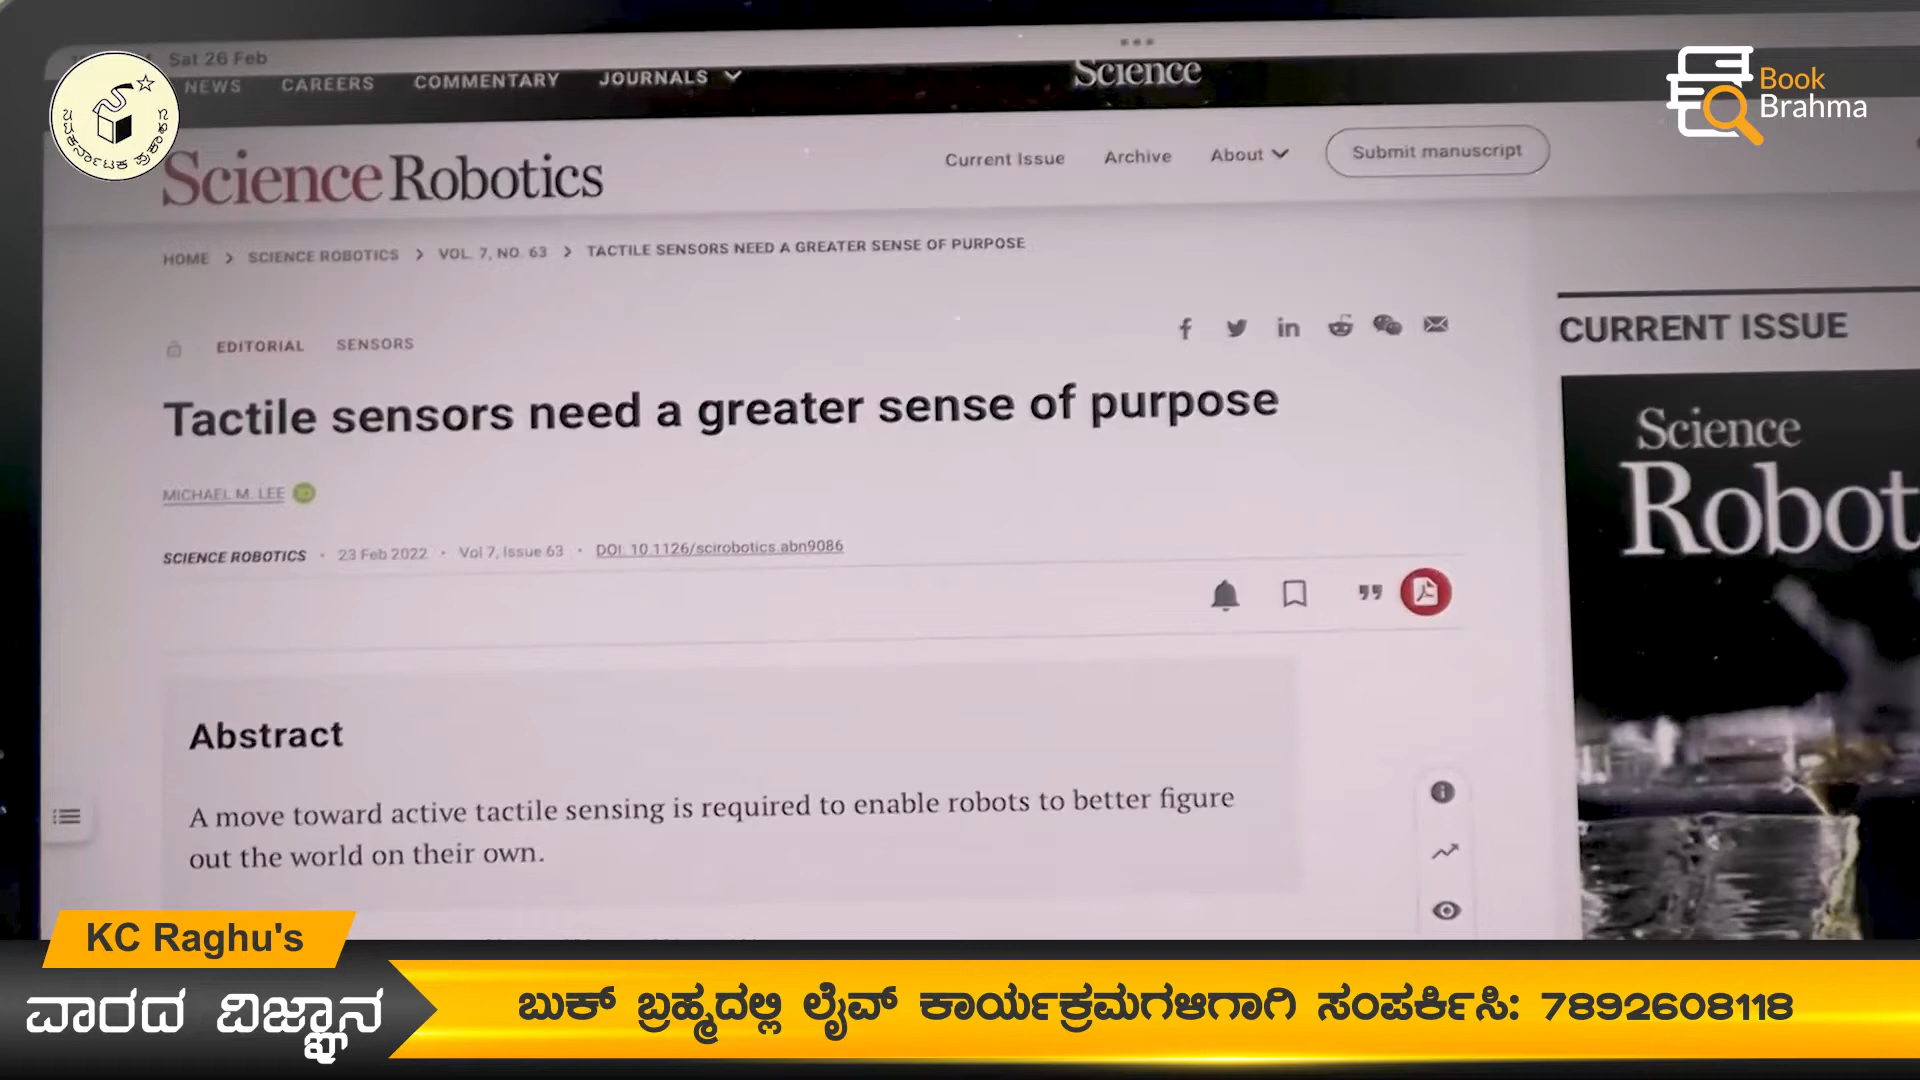 Sat 26 Feb
NEWS CAREERS COMMENTARY JOURNALS
Science
Book
Brahma
ನವಕರ್ನಾಟಕ ಪ್ರಕಾಶನ
Science Robotics
Current Issue Archive About Submit manuscript
HOME > SCIENCE ROBOTICS > VOL. 7, NO. 63 > TACTILE SENSORS NEED A GREATER SENSE OF PURPOSE
EDITORIAL SENSORS
Tactile sensors need a greater sense of purpose
MICHAEL M. LEE
SCIENCE ROBOTICS • 23 Feb 2022 • Vol 7, Issue 63 • DOI: 10.1126/scirobotics.abn9086
Abstract
A move toward active tactile sensing is required to enable robots to better figure
out the world on their own.
CURRENT ISSUE
Science
Robot
KC Raghu's
ವಾರದ ವಿಜ್ಞಾನ
ಬುಕ್ ಬ್ರಹ್ಮದಲ್ಲಿ ಲೈವ್ ಕಾರ್ಯಕ್ರಮಗಳಿಗಾಗಿ ಸಂಪರ್ಕಿಸಿ: 7892608118